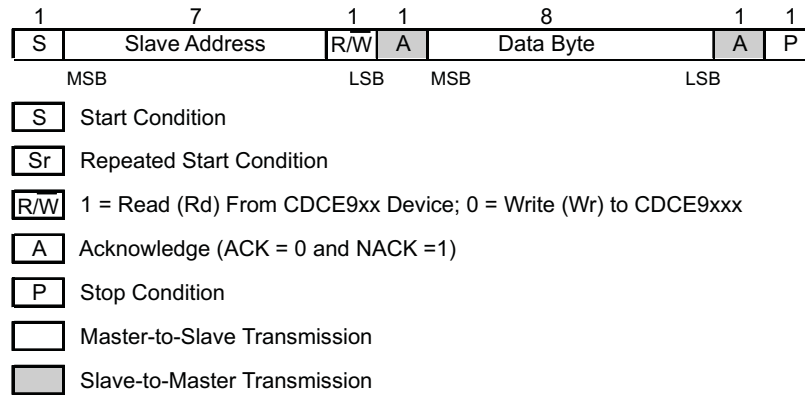 1 7 1 1 8 1 1
S Slave Address R/W̅ A Data Byte A P
MSB LSB MSB LSB
S Start Condition
Sr Repeated Start Condition
R/W̅ 1 = Read (Rd) From CDCE9xx Device; 0 = Write (Wr) to CDCE9xxx
A Acknowledge (ACK = 0 and NACK =1)
P Stop Condition
Master-to-Slave Transmission
Slave-to-Master Transmission